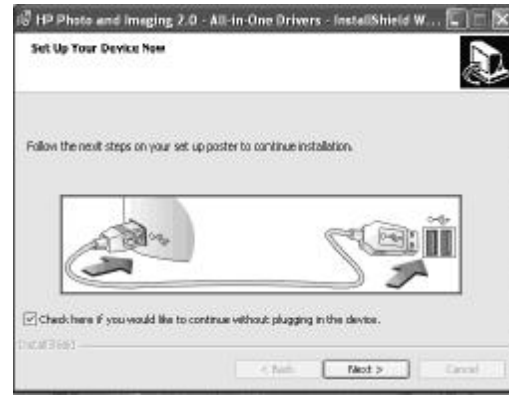 HP Photo and Imaging 2.0 - All-in-One Drivers - InstallShield W...
Set Up Your Device Now
Follow the next steps on your set up poster to continue installation.
Check here if you would like to continue without plugging in the device.
InstallShield
< Back Next > Cancel